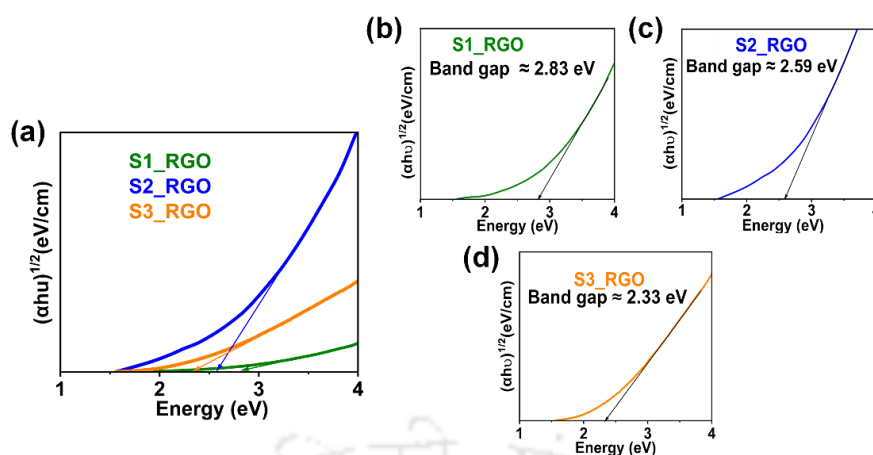 (a)
S1_RGO
S2_RGO
S3_RGO
(αhu)^1/2(eV/cm)
1 2 3 4
Energy (eV)
(b)
S1_RGO
Band gap ≈ 2.83 eV
(αhυ)^1/2(eV/cm)
1 2 3 4
Energy (eV)
(c)
S2_RGO
Band gap ≈ 2.59 eV
(αhυ)^1/2(eV/cm)
1 2 3 4
Energy (eV)
(d)
S3_RGO
Band gap ≈ 2.33 eV
(αhυ)^1/2(eV/cm)
1 2 3 4
Energy (eV)